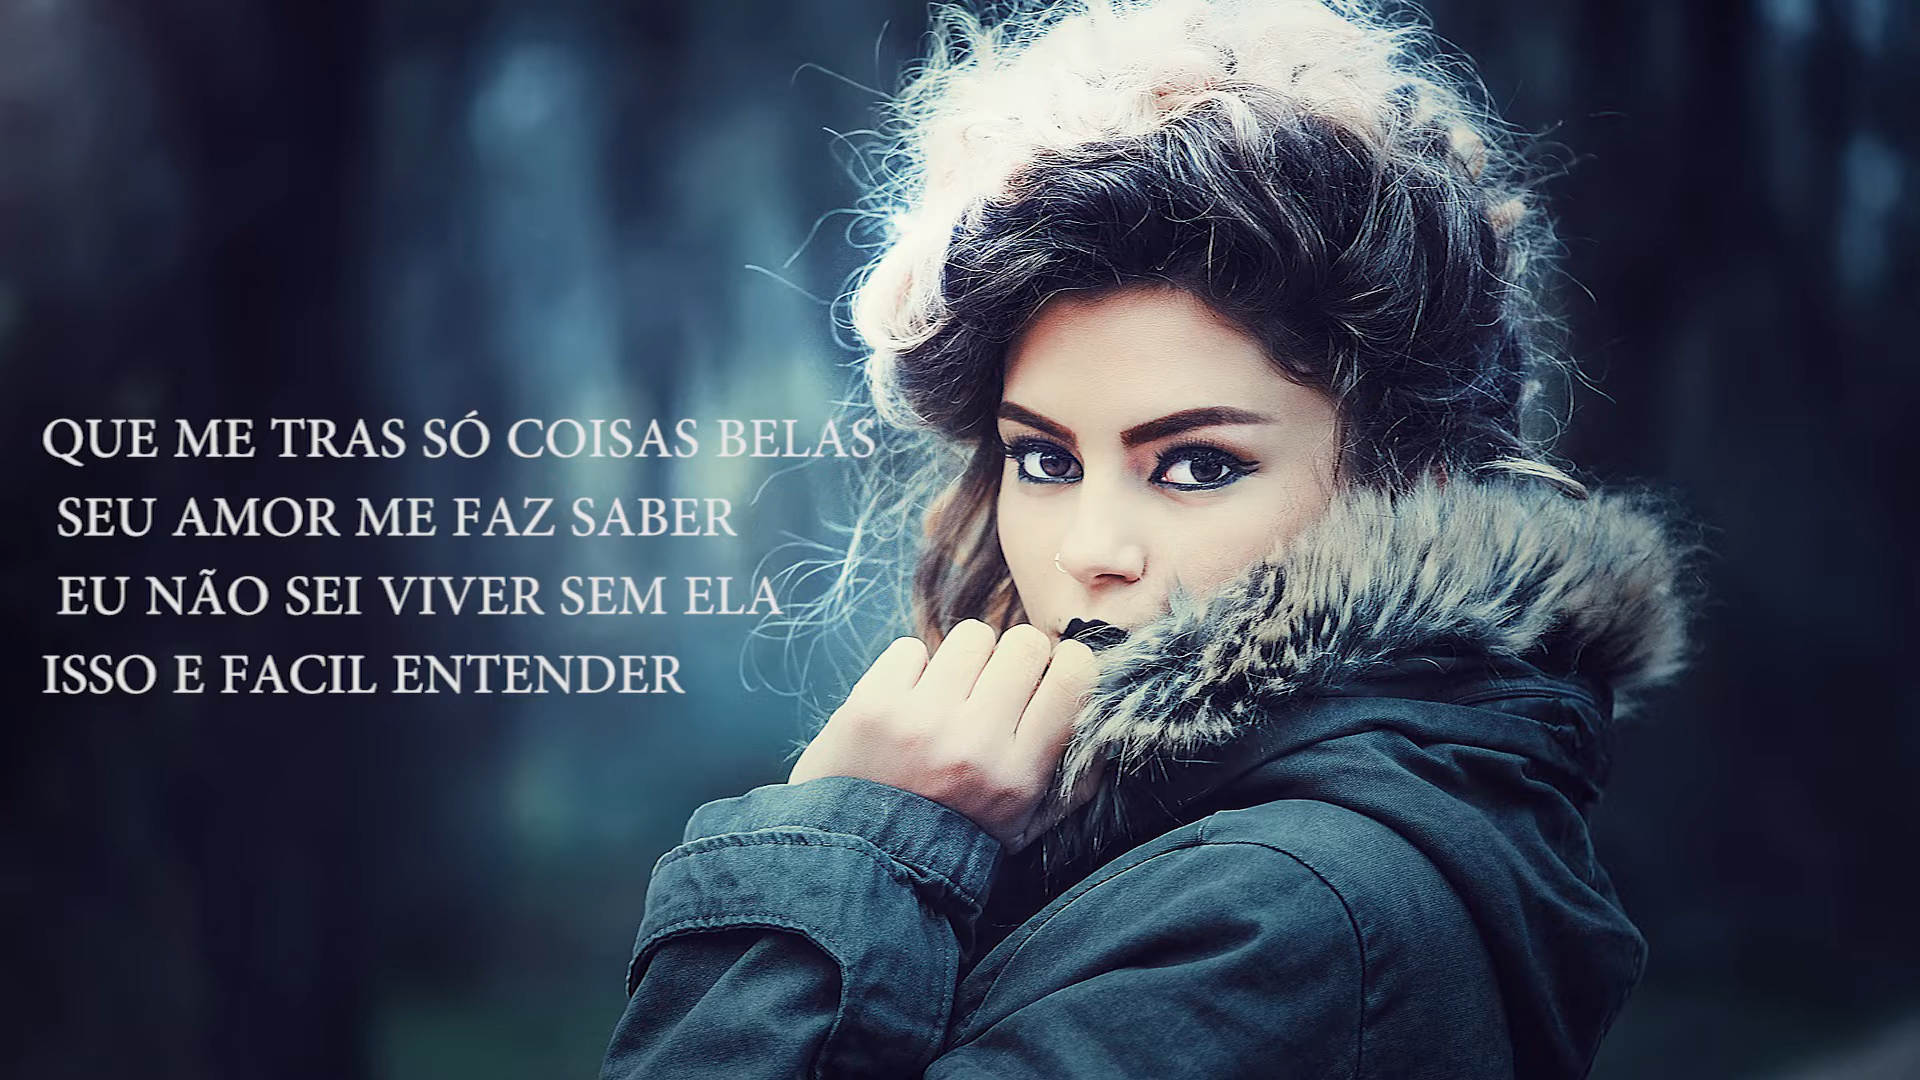 QUE ME TRAS SÓ COISAS BELAS
SEU AMOR ME FAZ SABER
EU NÃO SEI VIVER SEM ELA
ISSO E FACIL ENTENDER